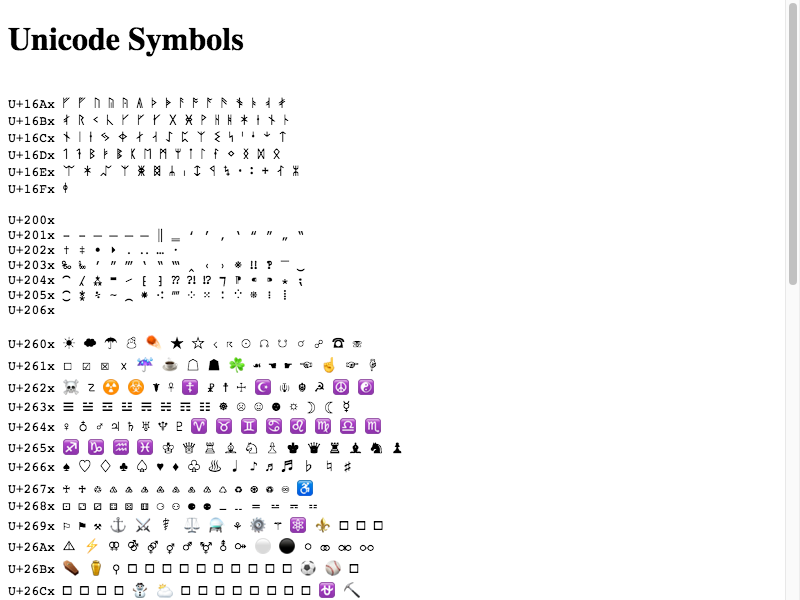 Unicode Symbols
U+16Ax ᚠ ᚡ ᚢ ᚣ ᚤ ᚥ ᚦ ᚧ ᚨ ᚩ ᚪ ᚫ ᚬ ᚭ ᚮ ᚯ
U+16Bx ᚰ ᚱ ᚲ ᚳ ᚴ ᚵ ᚶ ᚷ ᚸ ᚹ ᚺ ᚻ ᚼ ᚽ ᚾ ᚿ
U+16Cx ᛀ ᛁ ᛂ ᛃ ᛄ ᛅ ᛆ ᛇ ᛈ ᛉ ᛊ ᛋ ᛌ ᛍ ᛎ ᛏ
U+16Dx ᛐ ᛑ ᛒ ᛓ ᛔ ᛕ ᛖ ᛗ ᛘ ᛙ ᛚ ᛛ ᛜ ᛝ ᛞ ᛟ
U+16Ex ᛠ ᛡ ᛢ ᛣ ᛤ ᛥ ᛦ ᛧ ᛨ ᛩ ᛪ ᛫ ᛬ ᛭ ᛮ ᛯ
U+16Fx ᛰ
U+200x
U+201x ‐ ‑ ‒ – — ― ‖ ‗ ‘ ’ ‚ ‛ “ ” „ ‟
U+202x † ‡ • ‣ ․ ‥ … ‧
U+203x ‰ ‱ ′ ″ ‴ ‵ ‶ ‷ ‸ ‹ › ※ ‼ ‽ ‾ ‿
U+204x ⁀ ⁁ ⁂ ⁃ ⁄ ⁅ ⁆ ⁇ ⁈ ⁉ ⁊ ⁋ ⁌ ⁍ ⁎ ⁏
U+205x ⁐ ⁑ ⁒ ⁓ ⁔ ⁕ ⁖ ⁗ ⁘ ⁙ ⁚ ⁛ ⁜ ⁝ ⁞
U+206x
U+260x ☀ ☁ ☂ ☃ ☄ ★ ☆ ☇ ☈ ☉ ☊ ☋ ☌ ☍ ☎ ☏
U+261x ☐ ☑ ☒ ☓ ☔ ☕ ☖ ☗ ☘ ☙ ☚ ☛ ☜ ☝ ☞ ☟
U+262x ☠ ☡ ☢ ☣ ☤ ☥ ☦ ☧ ☨ ☩ ☪ ☫ ☬ ☭ ☮ ☯
U+263x ☰ ☱ ☲ ☳ ☴ ☵ ☶ ☷ ☸ ☹ ☺ ☻ ☼ ☽ ☾ ☿
U+264x ♀ ♁ ♂ ♃ ♄ ♅ ♆ ♇ ♈ ♉ ♊ ♋ ♌ ♍ ♎ ♏
U+265x ♐ ♑ ♒ ♓ ♔ ♕ ♖ ♗ ♘ ♙ ♚ ♛ ♜ ♝ ♞ ♟
U+266x ♠ ♡ ♢ ♣ ♤ ♥ ♦ ♧ ♨ ♩ ♪ ♫ ♬ ♭ ♮ ♯
U+267x ♰ ♱ ♲ ♳ ♴ ♵ ♶ ♷ ♸ ♹ ♺ ♻ ♼ ♽ ♾ ♿
U+268x ⚀ ⚁ ⚂ ⚃ ⚄ ⚅ ⚆ ⚇ ⚈ ⚉ ⚊ ⚋ ⚌ ⚍ ⚎ ⚏
U+269x ⚐ ⚑ ⚒ ⚓ ⚔ ⚕ ⚖ ⚗ ⚘ ⚙ ⚚ ⚛ ⚜ □ □ □
U+26Ax ⚠ ⚡ ⚢ ⚣ ⚤ ⚥ ⚦ ⚧ ⚨ ⚩ ⚪ ⚫ ⚬ ⚭ ⚮ ⚯
U+26Bx ⚰ ⚱ ⚲ □ □ □ □ □ □ □ □ □ □ ⚽ ⚾ □
U+26Cx □ □ □ □ ⛄ ⛅ □ □ □ □ □ □ □ □ ⛎ ⛏